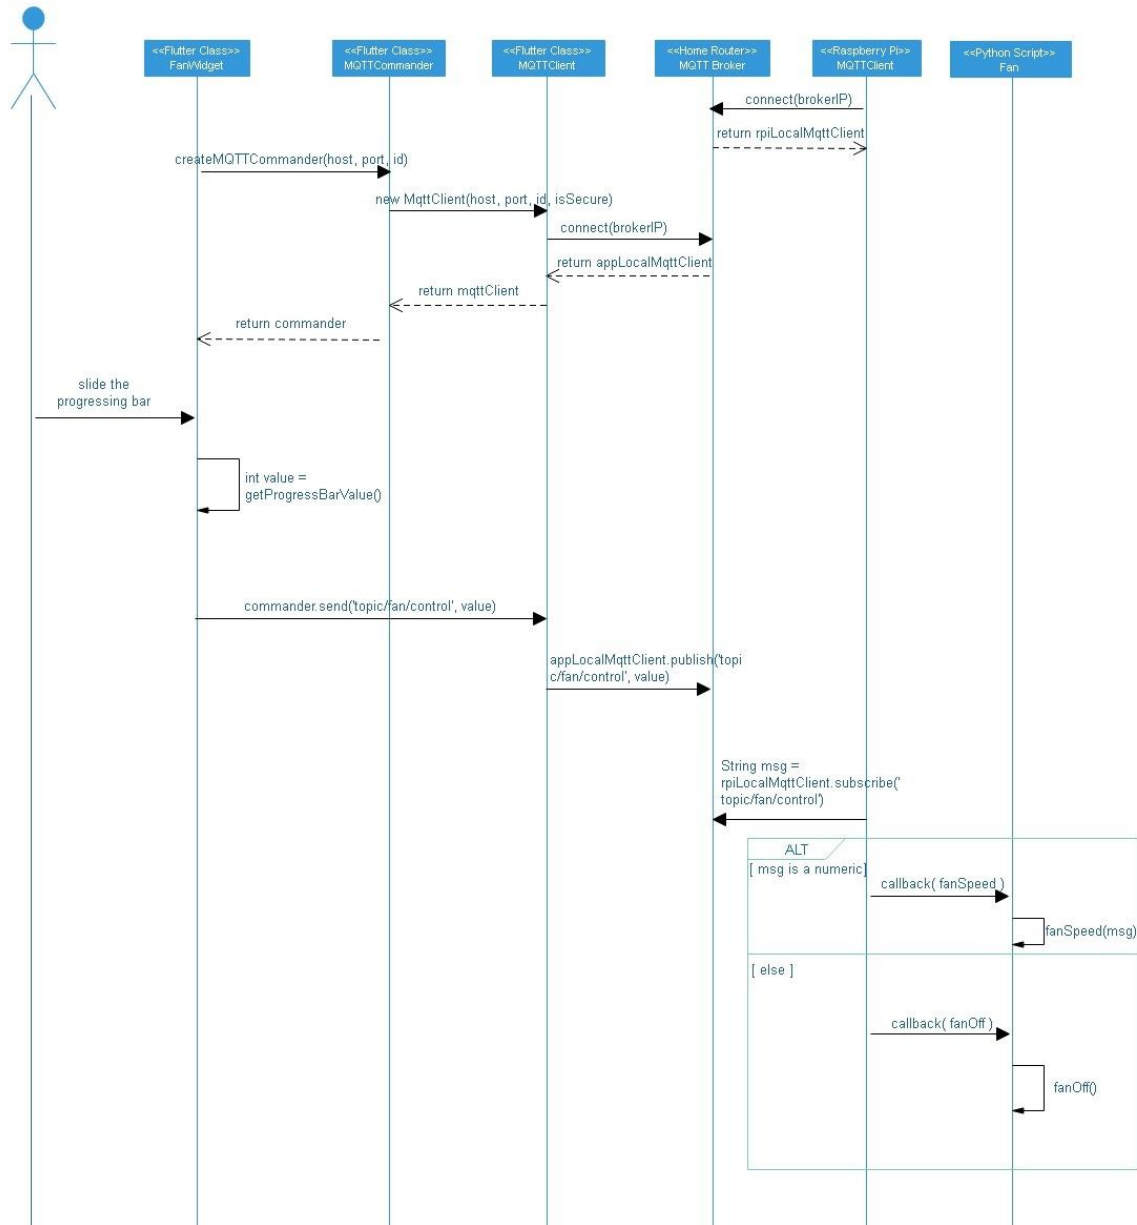 <<Flutter Class>>
FanWidget
<<Flutter Class>>
MQTTCommander
<<Flutter Class>>
MQTTClient
<<Home Router>>
MQTT Broker
<<Raspberry Pi>>
MQTTClient
<<Python Script>>
Fan
connect(brokerIP)
return rpiLocalMqttClient
createMQTTCommander(host, port, id)
new MqttClient(host, port, id, isSecure)
connect(brokerIP)
return appLocalMqttClient
return mqttClient
return commander
slide the
progressing bar
int value =
getProgressBarValue()
commander.send('topic/fan/control', value)
appLocalMqttClient.publish('topi
c/fan/control', value)
String msg =
rpiLocalMqttClient.subscribe('
topic/fan/control')
ALT
[ msg is a numeric]
callback( fanSpeed )
fanSpeed(msg)
[ else ]
callback( fanOff )
fanOff()